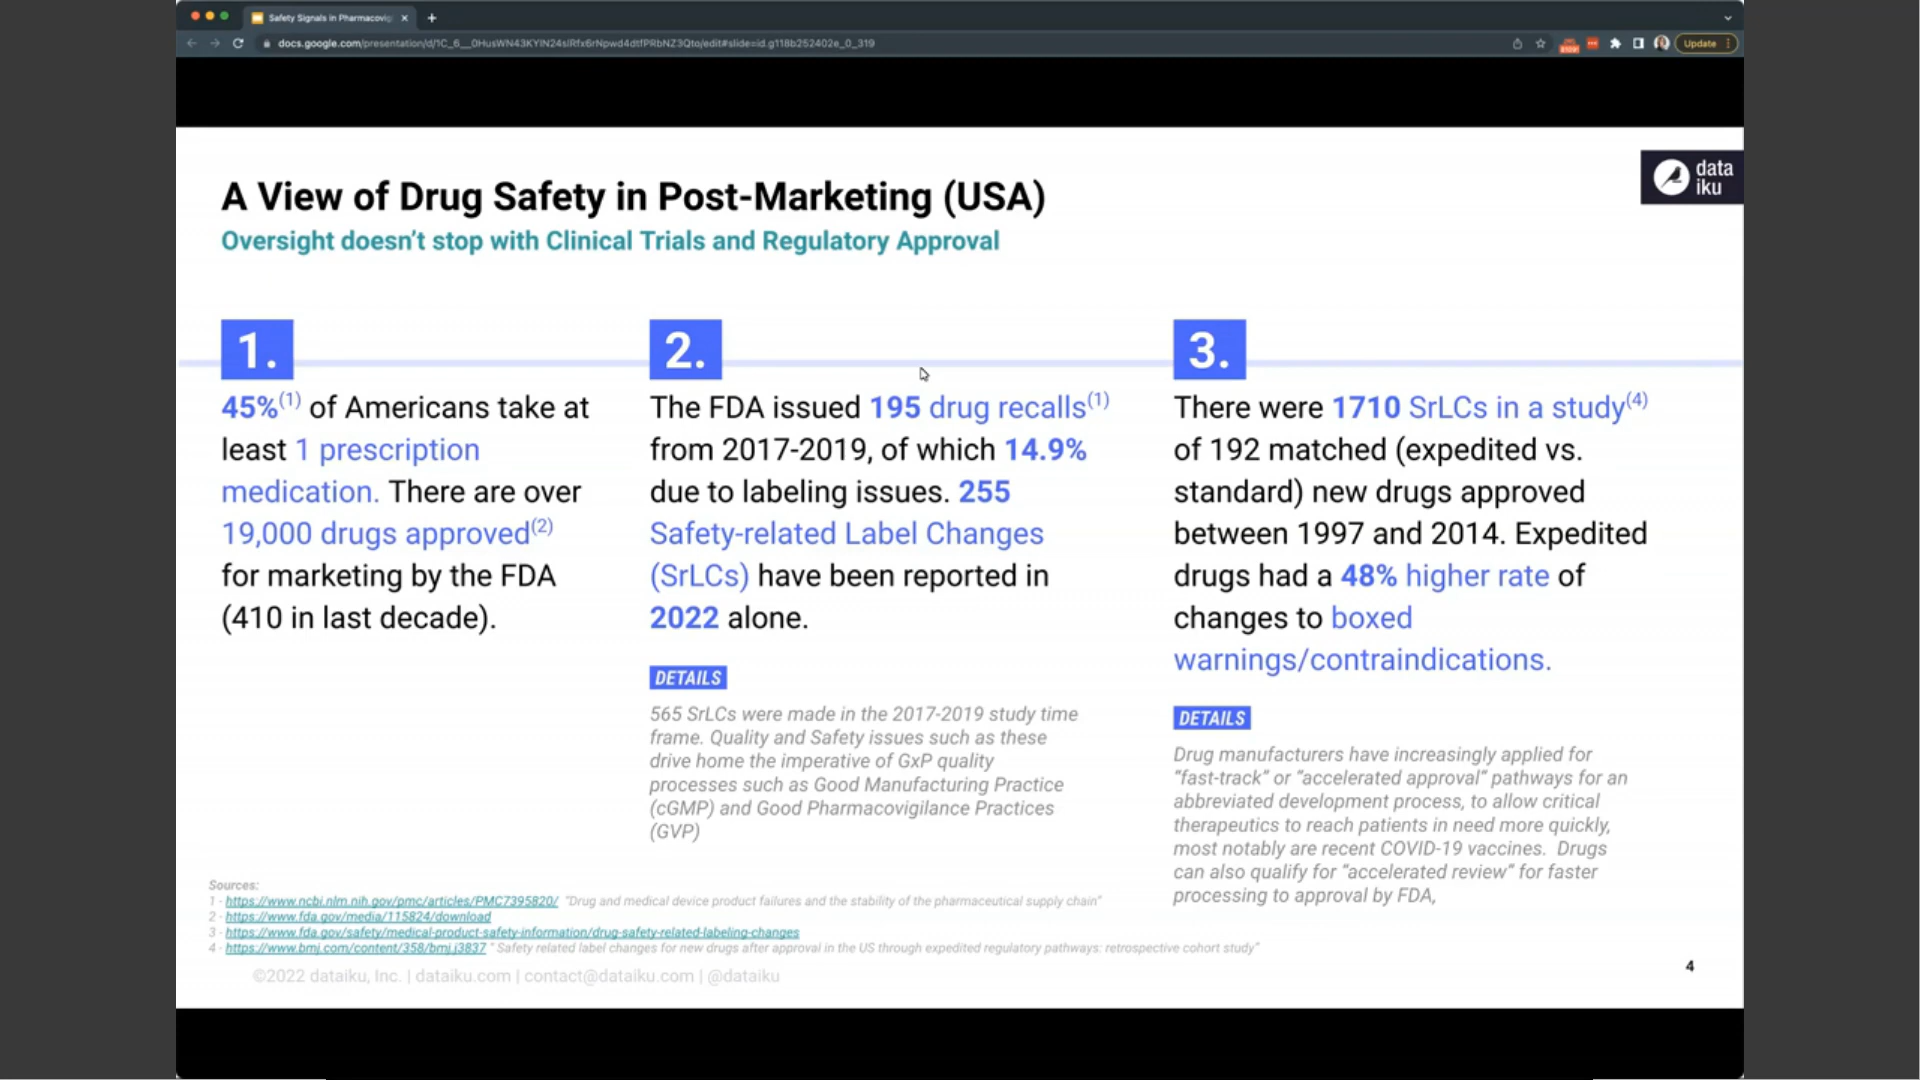 Safety Signals in Pharmacovig
docs.google.com/presentation/d/1C_6__0HusWN43KYIN24sIRfx6rNpwd4dtfPRbNZ3Qto/edit#slide=id.g118b252402e_0_319
Update
data
iku
A View of Drug Safety in Post-Marketing (USA)
Oversight doesn't stop with Clinical Trials and Regulatory Approval
1.
45%(1) of Americans take at
least 1 prescription
medication. There are over
19,000 drugs approved(2)
for marketing by the FDA
(410 in last decade).
2.
The FDA issued 195 drug recalls(1)
from 2017-2019, of which 14.9%
due to labeling issues. 255
Safety-related Label Changes
(SrLCs) have been reported in
2022 alone.
DETAILS
565 SrLCs were made in the 2017-2019 study time
frame. Quality and Safety issues such as these
drive home the imperative of GxP quality
processes such as Good Manufacturing Practice
(cGMP) and Good Pharmacovigilance Practices
(GVP)
3.
There were 1710 SrLCs in a study(4)
of 192 matched (expedited vs.
standard) new drugs approved
between 1997 and 2014. Expedited
drugs had a 48% higher rate of
changes to boxed
warnings/contraindications.
DETAILS
Drug manufacturers have increasingly applied for
"fast-track" or "accelerated approval" pathways for an
abbreviated development process, to allow critical
therapeutics to reach patients in need more quickly,
most notably are recent COVID-19 vaccines. Drugs
can also qualify for "accelerated review" for faster
processing to approval by FDA,
Sources:
1 - https://www.ncbi.nlm.nih.gov/pmc/articles/PMC7395820/ "Drug and medical device product failures and the stability of the pharmaceutical supply chain"
2 - https://www.fda.gov/media/115824/download
3 - https://www.fda.gov/safety/medical-product-safety-information/drug-safety-related-labeling-changes
4 - https://www.bmj.com/content/358/bmj.j3837 " Safety related label changes for new drugs after approval in the US through expedited regulatory pathways: retrospective cohort study"
©2022 dataiku, Inc. | dataiku.com | contact@dataiku.com | @dataiku
4